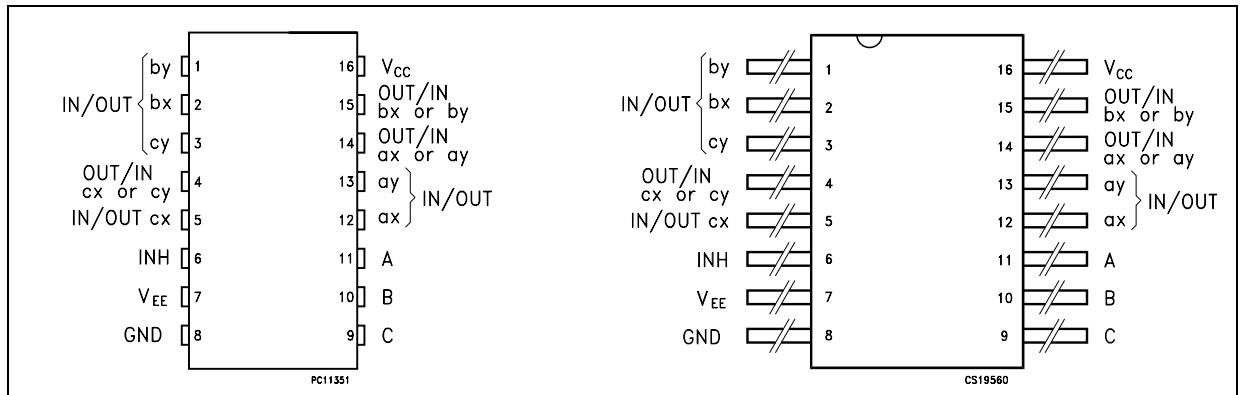 by 1
IN/OUT bx 2
cy 3
OUT/IN
cx or cy 4
IN/OUT cx 5
INH 6
VEE 7
GND 8
16 VCC
15 OUT/IN
bx or by
14 OUT/IN
ax or ay
13 ay
IN/OUT
12 ax
11 A
10 B
9 C
PC11351
by 1
IN/OUT bx 2
cy 3
OUT/IN
cx or cy 4
IN/OUT cx 5
INH 6
VEE 7
GND 8
16 VCC
15 OUT/IN
bx or by
14 OUT/IN
ax or ay
13 ay
IN/OUT
12 ax
11 A
10 B
9 C
CS19560